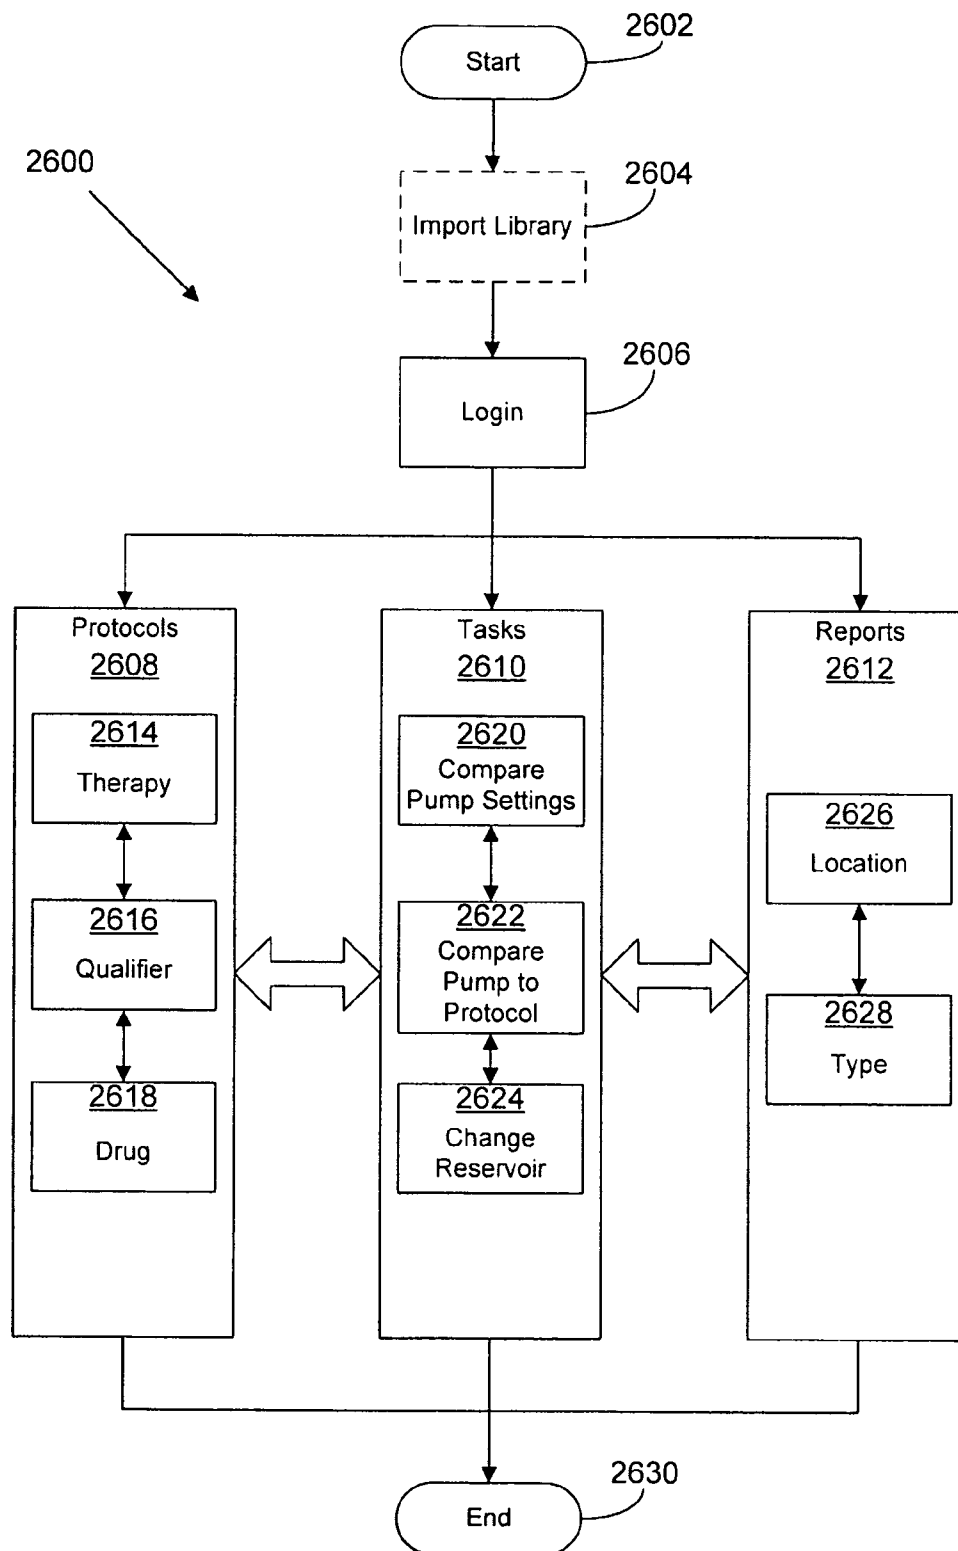 2602
Start
2600
2604
Import Library
2606
Login
Protocols
2608
2614
Therapy
2616
Qualifier
2618
Drug
Tasks
2610
2620
Compare
Pump Settings
2622
Compare
Pump to
Protocol
2624
Change
Reservoir
Reports
2612
2626
Location
2628
Type
2630
End